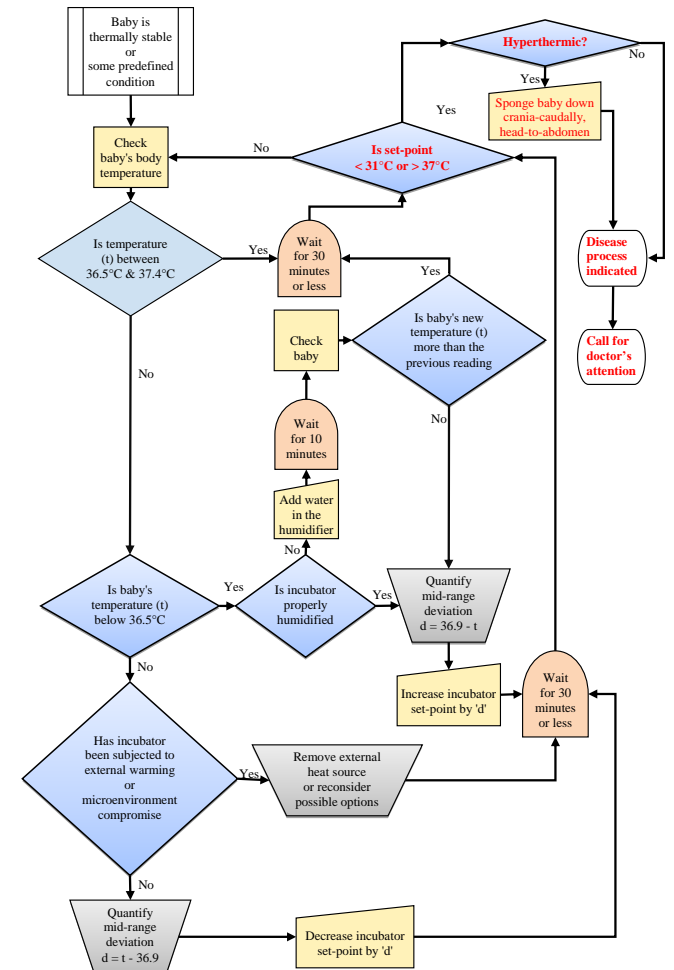 Baby is
thermally stable
or
some predefined
condition
Hyperthermic?
No
Yes
Sponge baby down
crania-caudally,
head-to-abdomen
Yes
Check
baby's body
temperature
No
Is set-point
< 31°C or > 37°C
Is temperature
(t) between
36.5°C & 37.4°C
Yes
Wait
for 30
minutes
or less
Disease
process
indicated
Yes
Is baby's new
temperature (t)
more than the
previous reading
Check
baby
Call for
doctor's
attention
No
No
Wait
for 10
minutes
Add water
in the
humidifier
No
Is baby's
temperature (t)
below 36.5°C
Yes
Is incubator
properly
humidified
Yes
Quantify
mid-range
deviation
d = 36.9 - t
No
Increase incubator
set-point by 'd'
Wait
for 30
minutes
or less
Has incubator
been subjected to
external warming
or
microenvironment
compromise
Yes
Remove external
heat source
or reconsider
possible options
No
Quantify
mid-range
deviation
d = t - 36.9
Decrease incubator
set-point by 'd'